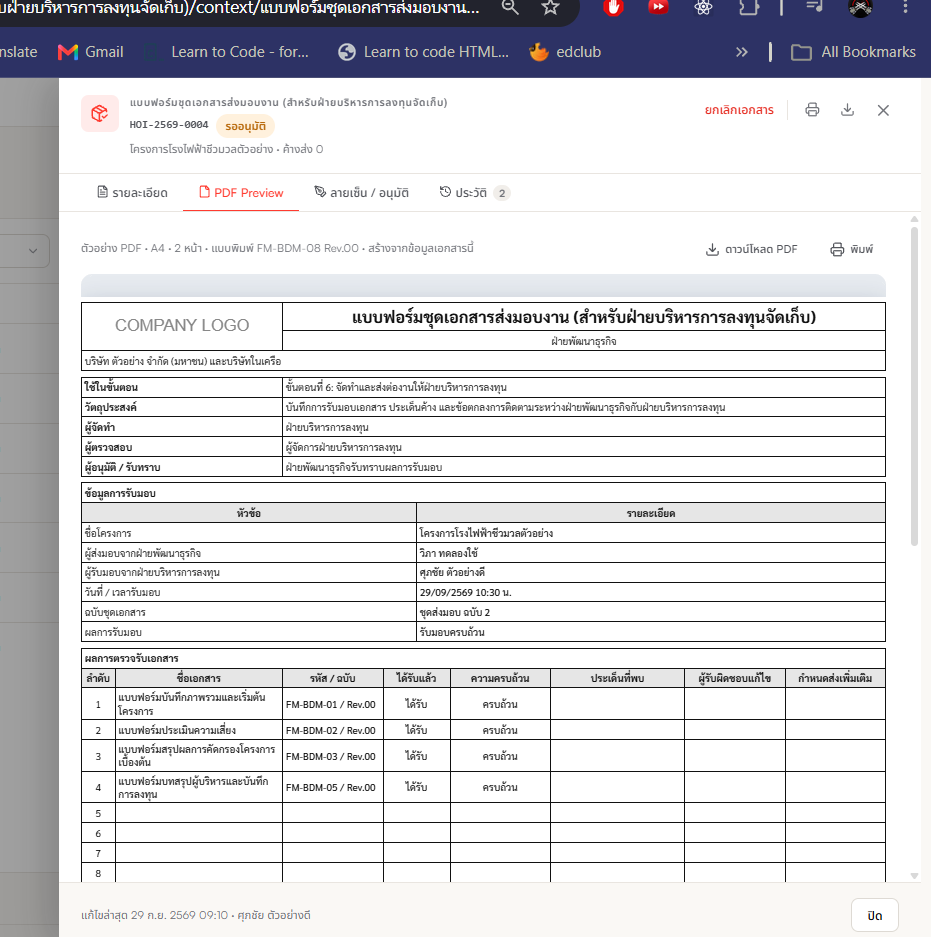 ฝ่ายบริหารการลงทุนจัดเก็บ)/context/แบบฟอร์มชุดเอกสารส่งมอบงาน...
nslate Gmail Learn to Code - for... Learn to code HTML... edclub » All Bookmarks
แบบฟอร์มชุดเอกสารส่งมอบงาน (สำหรับฝ่ายบริหารการลงทุนจัดเก็บ)
HOI-2569-0004 รออนุมัติ
โครงการโรงไฟฟ้าชีวมวลตัวอย่าง • ค้างส่ง 0
ยกเลิกเอกสาร
รายละเอียด PDF Preview ลายเซ็น / อนุมัติ ประวัติ 2
ตัวอย่าง PDF • A4 • 2 หน้า • แบบพิมพ์ FM-BDM-08 Rev.00 • สร้างจากข้อมูลเอกสารนี้ ดาวน์โหลด PDF พิมพ์
COMPANY LOGO
แบบฟอร์มชุดเอกสารส่งมอบงาน (สำหรับฝ่ายบริหารการลงทุนจัดเก็บ)
ฝ่ายพัฒนาธุรกิจ
บริษัท ตัวอย่าง จำกัด (มหาชน) และบริษัทในเครือ
ใช้ในขั้นตอน ขั้นตอนที่ 6: จัดทำและส่งต่องานให้ฝ่ายบริหารการลงทุน
วัตถุประสงค์ บันทึกการรับมอบเอกสาร ประเด็นค้าง และข้อตกลงการติดตามระหว่างฝ่ายพัฒนาธุรกิจกับฝ่ายบริหารการลงทุน
ผู้จัดทำ ฝ่ายบริหารการลงทุน
ผู้ตรวจสอบ ผู้จัดการฝ่ายบริหารการลงทุน
ผู้อนุมัติ / รับทราบ ฝ่ายพัฒนาธุรกิจรับทราบผลการรับมอบ
ข้อมูลการรับมอบ
หัวข้อ รายละเอียด
ชื่อโครงการ โครงการโรงไฟฟ้าชีวมวลตัวอย่าง
ผู้ส่งมอบจากฝ่ายพัฒนาธุรกิจ วิภา ทดลองใช้
ผู้รับมอบจากฝ่ายบริหารการลงทุน ศุภชัย ตัวอย่างดี
วันที่ / เวลารับมอบ 29/09/2569 10:30 น.
ฉบับชุดเอกสาร ชุดส่งมอบ ฉบับ 2
ผลการรับมอบ รับมอบครบถ้วน
ผลการตรวจรับเอกสาร
ลำดับ ชื่อเอกสาร รหัส / ฉบับ ได้รับแล้ว ความครบถ้วน ประเด็นที่พบ ผู้รับผิดชอบแก้ไข กำหนดส่งเพิ่มเติม
1 แบบฟอร์มบันทึกภาพรวมและเริ่มต้น
โครงการ FM-BDM-01 / Rev.00 ได้รับ ครบถ้วน
2 แบบฟอร์มประเมินความเสี่ยง FM-BDM-02 / Rev.00 ได้รับ ครบถ้วน
3 แบบฟอร์มสรุปผลการคัดกรองโครงการ
เบื้องต้น FM-BDM-03 / Rev.00 ได้รับ ครบถ้วน
4 แบบฟอร์มบทสรุปผู้บริหารและบันทึก
การลงทุน FM-BDM-05 / Rev.00 ได้รับ ครบถ้วน
5
6
7
8
แก้ไขล่าสุด 29 ก.ย. 2569 09:10 • ศุภชัย ตัวอย่างดี ปิด